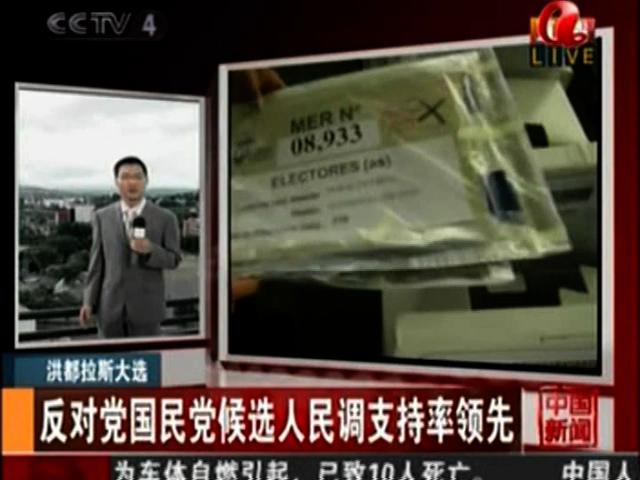 CCTV 4
LIVE
MER Nº
08,933
ELECTORES (as)
洪都拉斯大选
反对党国民党候选人民调支持率领先
中国
新闻
为车体自燃引起，已致10人死亡。 中国人